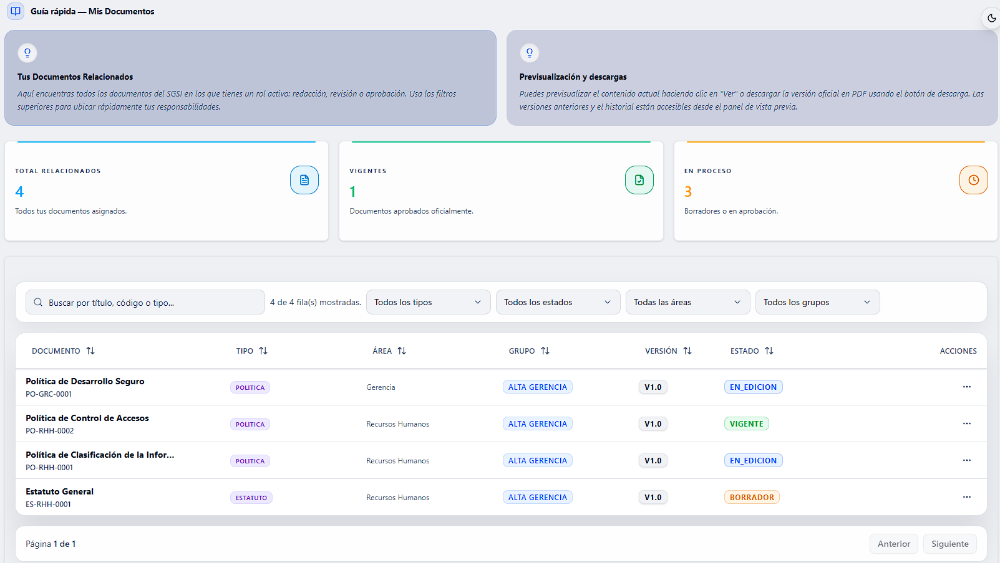 Guía rápida — Mis Documentos
Tus Documentos Relacionados
Aquí encuentras todos los documentos del SGSI en los que tienes un rol activo: redacción, revisión o aprobación. Usa los filtros
superiores para ubicar rápidamente tus responsabilidades.
Previsualización y descargas
Puedes previsualizar el contenido actual haciendo clic en "Ver" o descargar la versión oficial en PDF usando el botón de descarga. Las
versiones anteriores y el historial están accesibles desde el panel de vista previa.
TOTAL RELACIONADOS
4
Todos tus documentos asignados.
VIGENTES
1
Documentos aprobados oficialmente.
EN PROCESO
3
Borradores o en aprobación.
Buscar por título, código o tipo... 4 de 4 fila(s) mostradas. Todos los tipos Todos los estados Todas las áreas Todos los grupos
DOCUMENTO TIPO ÁREA GRUPO VERSIÓN ESTADO ACCIONES
Política de Desarrollo Seguro
PO-GRC-0001
POLITICA Gerencia ALTA GERENCIA V1.0 EN_EDICION ...
Política de Control de Accesos
PO-RHH-0002
POLITICA Recursos Humanos ALTA GERENCIA V1.0 VIGENTE ...
Política de Clasificación de la Infor...
PO-RHH-0001
POLITICA Recursos Humanos ALTA GERENCIA V1.0 EN_EDICION ...
Estatuto General
ES-RHH-0001
ESTATUTO Recursos Humanos ALTA GERENCIA V1.0 BORRADOR ...
Página 1 de 1 Anterior Siguiente